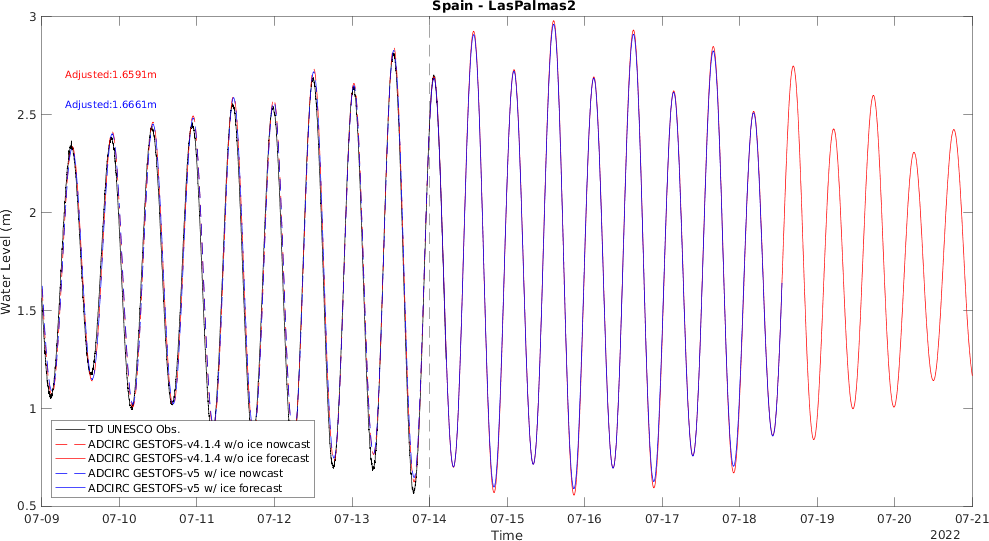 Spain - LasPalmas2
3
Adjusted:1.6591m
Adjusted:1.6661m
2.5
2
Water Level (m)
1.5
1
TD UNESCO Obs.
ADCIRC GESTOFS-v4.1.4 w/o ice nowcast
ADCIRC GESTOFS-v4.1.4 w/o ice forecast
ADCIRC GESTOFS-v5 w/ ice nowcast
ADCIRC GESTOFS-v5 w/ ice forecast
0.5
07-09 07-10 07-11 07-12 07-13 07-14 07-15 07-16 07-17 07-18 07-19 07-20 07-21
Time
2022